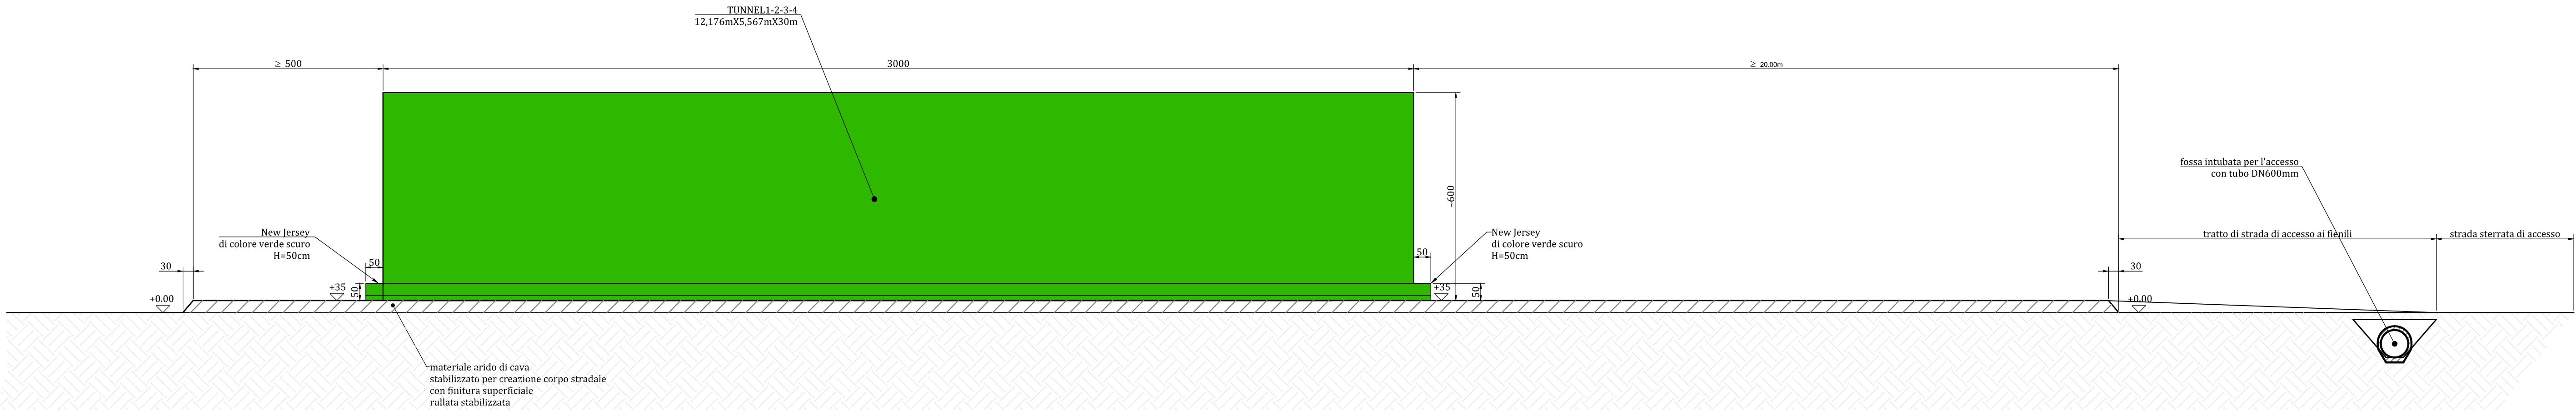 TUNNEL1-2-3-4
12,176mX5,567mX30m
≥ 500
3000
≥ 20,00m
fossa intubata per l'accesso
con tubo DN600mm
~600
New Jersey
di colore verde scuro
H=50cm
New Jersey
di colore verde scuro
H=50cm
tratto di strada di accesso ai fienili
strada sterrata di accesso
50
50
30
30
+35
50
+35
50
+0.00
+0.00
materiale arido di cava
stabilizzato per creazione corpo stradale
con finitura superficiale
rullata stabilizzata